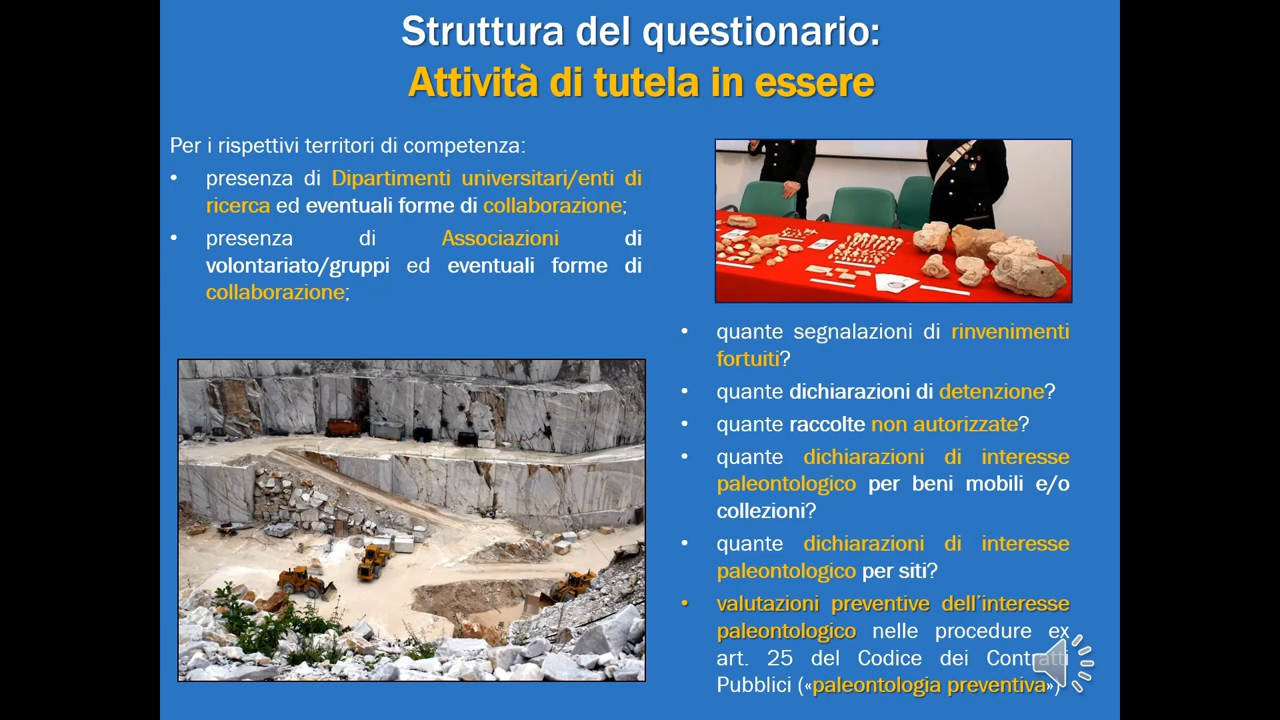 Struttura del questionario:
Attività di tutela in essere
Per i rispettivi territori di competenza:
• presenza di Dipartimenti universitari/enti di
ricerca ed eventuali forme di collaborazione;
• presenza di Associazioni di
volontariato/gruppi ed eventuali forme di
collaborazione;
• quante segnalazioni di rinvenimenti
fortuiti?
• quante dichiarazioni di detenzione?
• quante raccolte non autorizzate?
• quante dichiarazioni di interesse
paleontologico per beni mobili e/o
collezioni?
• quante dichiarazioni di interesse
paleontologico per siti?
• valutazioni preventive dell'interesse
paleontologico nelle procedure ex
art. 25 del Codice dei Contratti
Pubblici («paleontologia preventiva»)